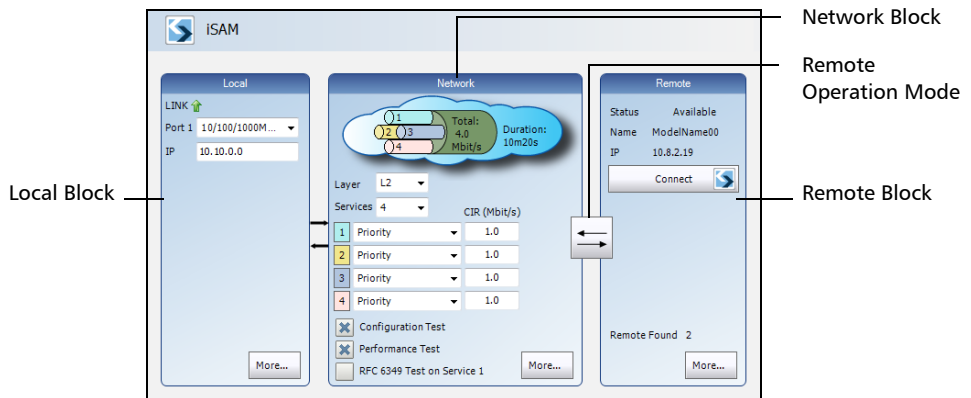 iSAM
Network Block
Remote
Operation Mode
Local Block
Remote Block
Local
LINK
Port 1 10/100/1000M...
IP 10.10.0.0
More...
Network
1
2 3
4
Total:
4.0
Mbit/s
Duration:
10m20s
Layer L2
Services 4
CIR (Mbit/s)
1 Priority 1.0
2 Priority 1.0
3 Priority 1.0
4 Priority 1.0
Configuration Test
Performance Test
RFC 6349 Test on Service 1
More...
Remote
Status Available
Name ModelName00
IP 10.8.2.19
Connect
Remote Found 2
More...